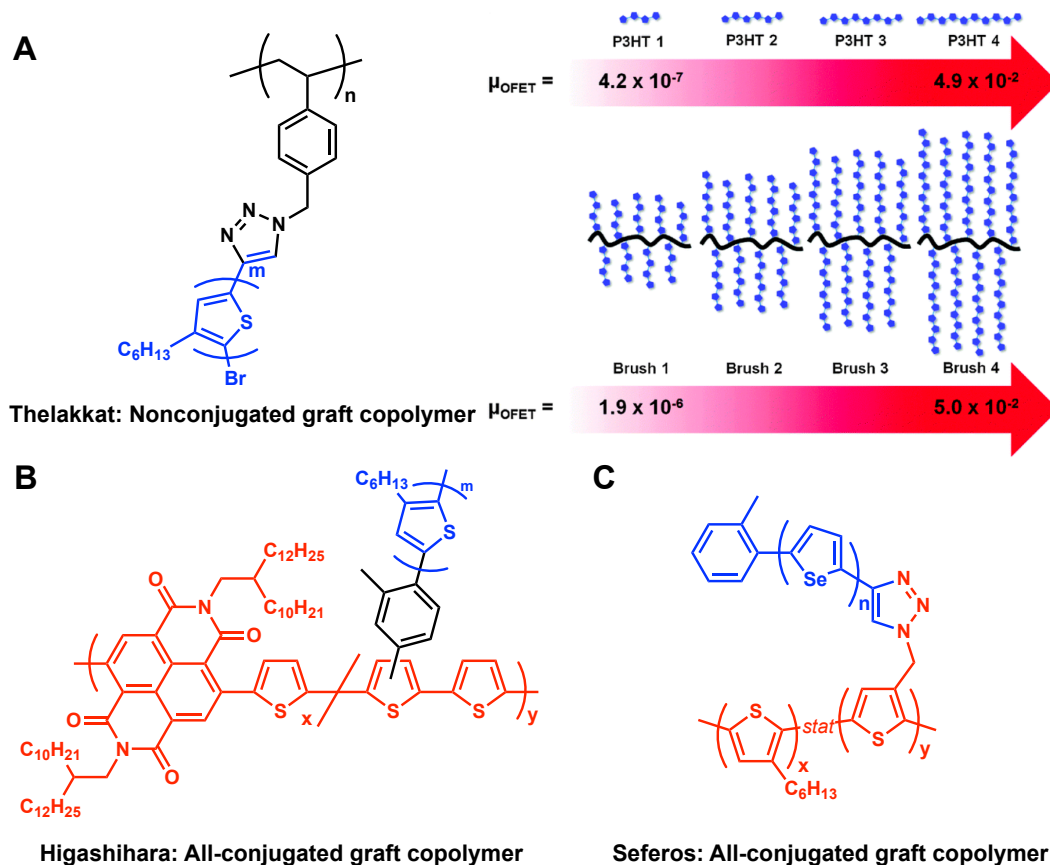 A
n
N
N
N
m
S
C₆H₁₃
Br
Thelakkat: Nonconjugated graft copolymer
P3HT 1 P3HT 2 P3HT 3 P3HT 4
μOFET = 4.2 x 10⁻⁷ 4.9 x 10⁻²
Brush 1 Brush 2 Brush 3 Brush 4
μOFET = 1.9 x 10⁻⁶ 5.0 x 10⁻²
B
C₆H₁₃
m
S
C₁₂H₂₅
C₁₀H₂₁
O N O
S x S S y
O N O
C₁₀H₂₁
C₁₂H₂₅
Higashihara: All-conjugated graft copolymer
C
Se
n
N
N
N
S stat S
x y
C₆H₁₃
Seferos: All-conjugated graft copolymer